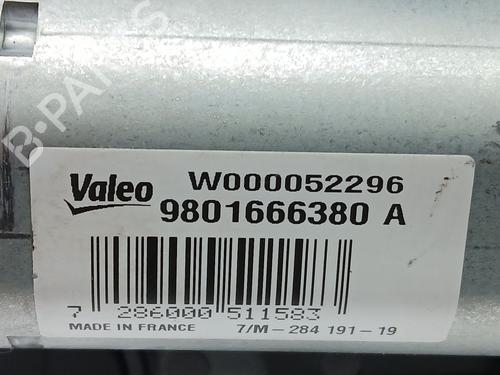 B-PARTS
Valeo
W000052296
9801666380 A
7 286000 511583
MADE IN FRANCE 7/M-284 191-19